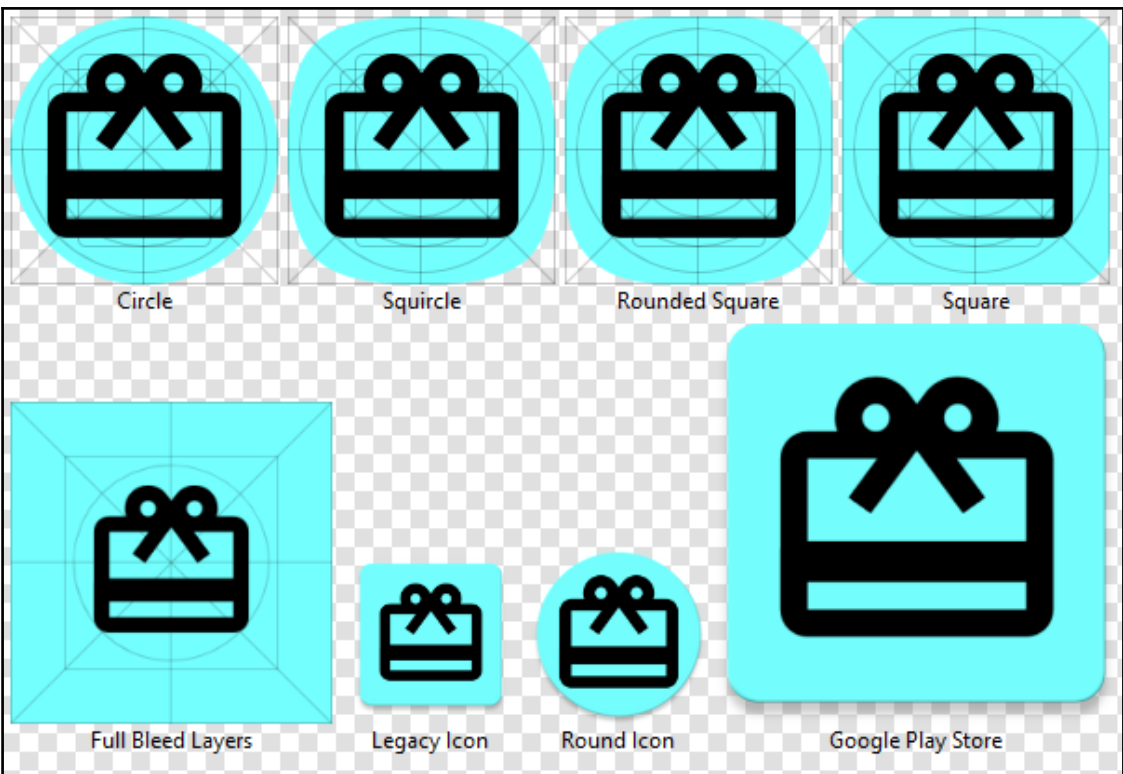 Circle
Squircle
Rounded Square
Square
Full Bleed Layers
Legacy Icon
Round Icon
Google Play Store